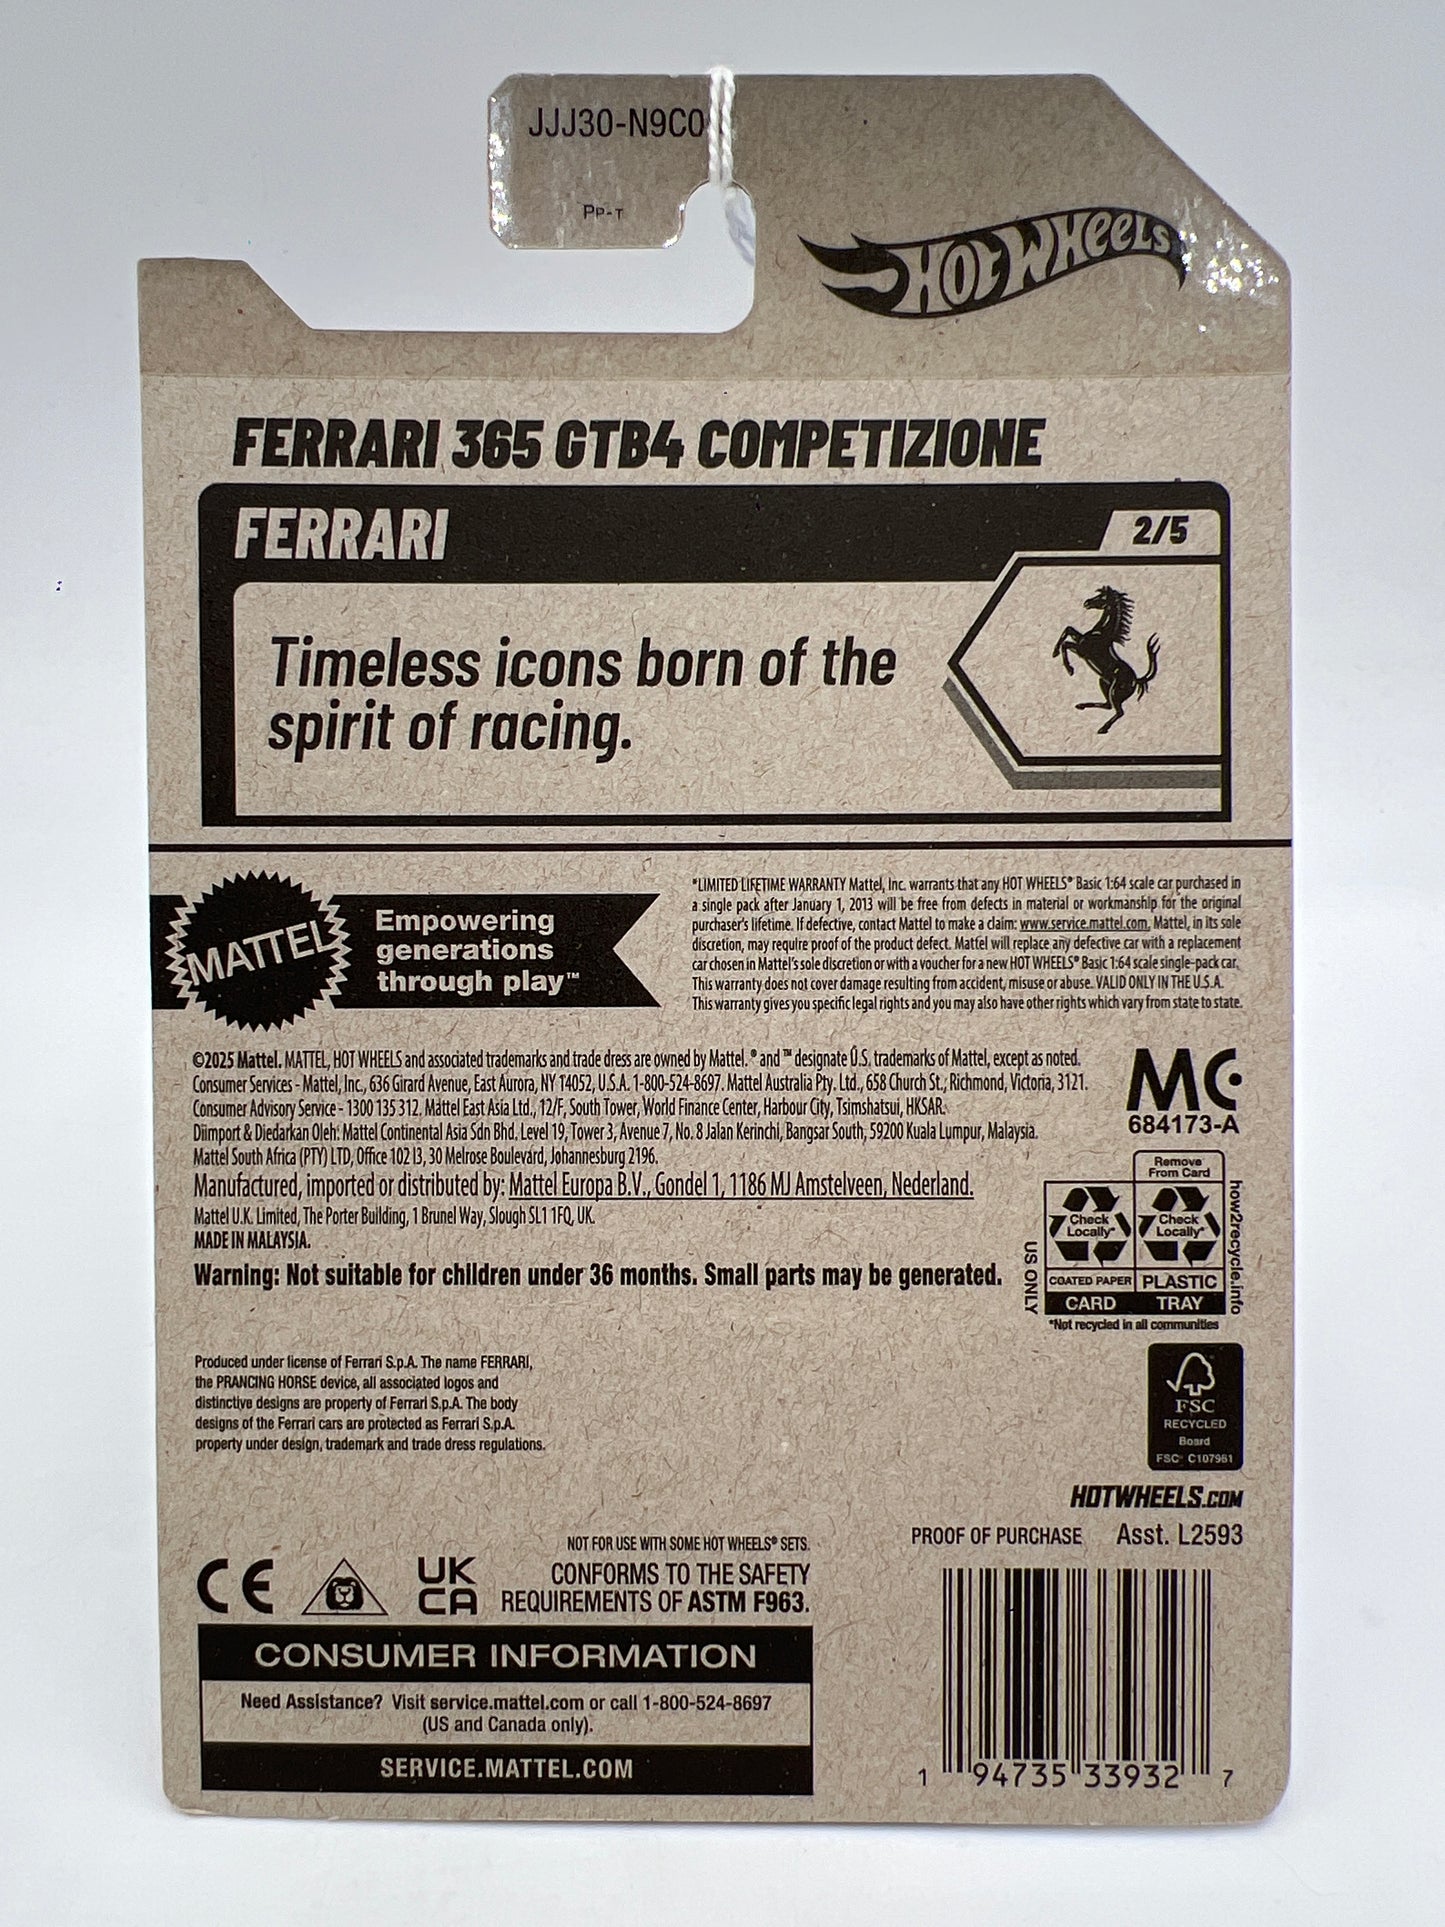 JJJ30-N9C0
PP-T
HOT WHEELS
FERRARI 365 GTB4 COMPETIZIONE
FERRARI
2/5
Timeless icons born of the
spirit of racing.
MATTEL
Empowering
generations
through play™
*LIMITED LIFETIME WARRANTY Mattel, Inc. warrants that any HOT WHEELS® Basic 1:64 scale car purchased in
a single pack after January 1, 2013 will be free from defects in material or workmanship for the original
purchaser's lifetime. If defective, contact Mattel to make a claim: www.service.mattel.com. Mattel, in its sole
discretion, may require proof of the product defect. Mattel will replace any defective car with a replacement
car chosen in Mattel's sole discretion or with a voucher for a new HOT WHEELS® Basic 1:64 scale single-pack car.
This warranty does not cover damage resulting from accident, misuse or abuse. VALID ONLY IN THE U.S.A.
This warranty gives you specific legal rights and you may also have other rights which vary from state to state.
©2025 Mattel. MATTEL, HOT WHEELS and associated trademarks and trade dress are owned by Mattel. ® and ™ designate U.S. trademarks of Mattel, except as noted.
Consumer Services - Mattel, Inc., 636 Girard Avenue, East Aurora, NY 14052, U.S.A. 1-800-524-8697. Mattel Australia Pty. Ltd., 658 Church St., Richmond, Victoria, 3121.
Consumer Advisory Service - 1300 135 312. Mattel East Asia Ltd., 12/F, South Tower, World Finance Center, Harbour City, Tsimshatsui, HKSAR.
Diimport & Diedarkan Oleh: Mattel Continental Asia Sdn Bhd. Level 19, Tower 3, Avenue 7, No. 8 Jalan Kerinchi, Bangsar South, 59200 Kuala Lumpur, Malaysia.
Mattel South Africa (PTY) LTD, Office 102 I3, 30 Melrose Boulevard, Johannesburg 2196.
Manufactured, imported or distributed by: Mattel Europa B.V., Gondel 1, 1186 MJ Amstelveen, Nederland.
Mattel U.K. Limited, The Porter Building, 1 Brunel Way, Slough SL1 1FQ, UK.
MADE IN MALAYSIA.
Warning: Not suitable for children under 36 months. Small parts may be generated.
MC
684173-A
Remove
From Card
Check
Locally*
Check
Locally*
COATED PAPER
PLASTIC
CARD
TRAY
US ONLY
how2recycle.info
*Not recycled in all communities
Produced under license of Ferrari S.p.A. The name FERRARI,
the PRANCING HORSE device, all associated logos and
distinctive designs are property of Ferrari S.p.A. The body
designs of the Ferrari cars are protected as Ferrari S.p.A.
property under design, trademark and trade dress regulations.
FSC
RECYCLED
Board
FSC® C107981
HOTWHEELS.COM
PROOF OF PURCHASE Asst. L2593
NOT FOR USE WITH SOME HOT WHEELS® SETS.
CE
UK
CA
CONFORMS TO THE SAFETY
REQUIREMENTS OF ASTM F963.
CONSUMER INFORMATION
Need Assistance? Visit service.mattel.com or call 1-800-524-8697
(US and Canada only).
SERVICE.MATTEL.COM
1 94735 33932 7